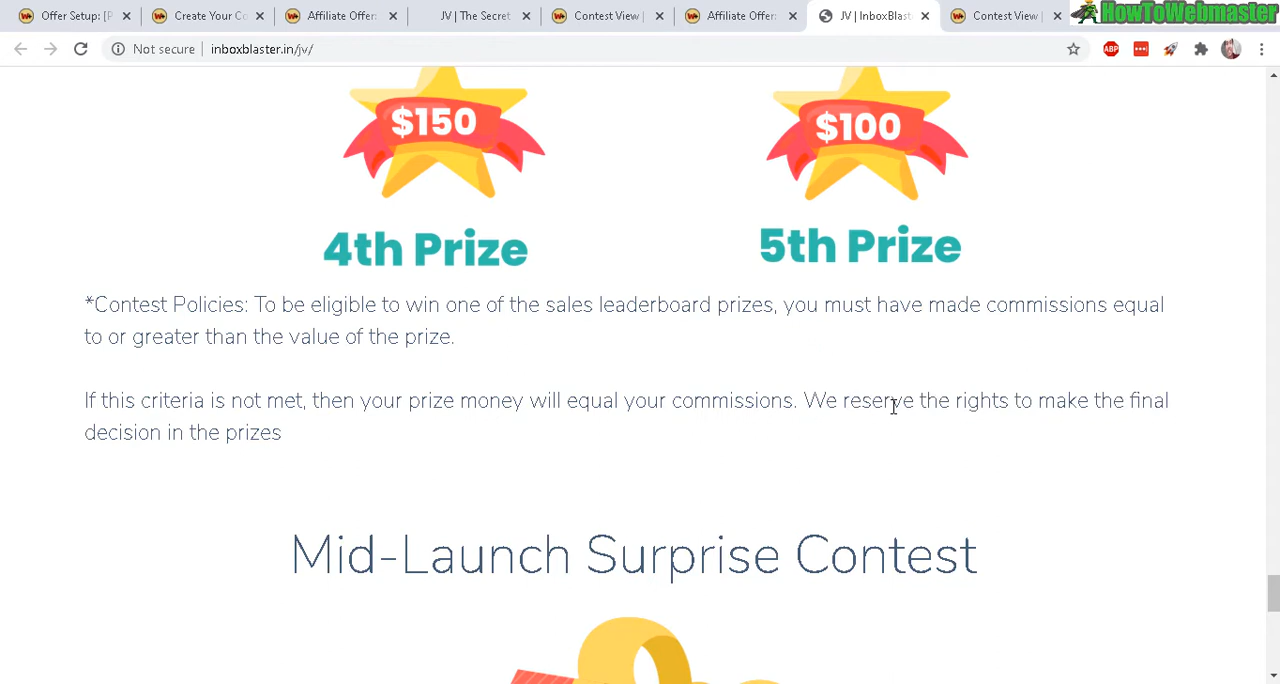 Offer Setup: [P
Create Your Co
Affiliate Offer:
JV | The Sen
Contest View |
Affiliate Offer:
JV | InboxBlast
Contest View |
HowToWebmaster
Not secure
inboxblaster.in/jv/
ABP
$150
$100
4th Prize
5th Prize
*Contest Policies: To be eligible to win one of the sales leaderboard prizes, you must have made commissions equal
to or greater than the value of the prize.
If this criteria is not met, then your prize money will equal your commissions. We reserve the rights to make the final
decision in the prizes
Mid-Launch Surprise Contest